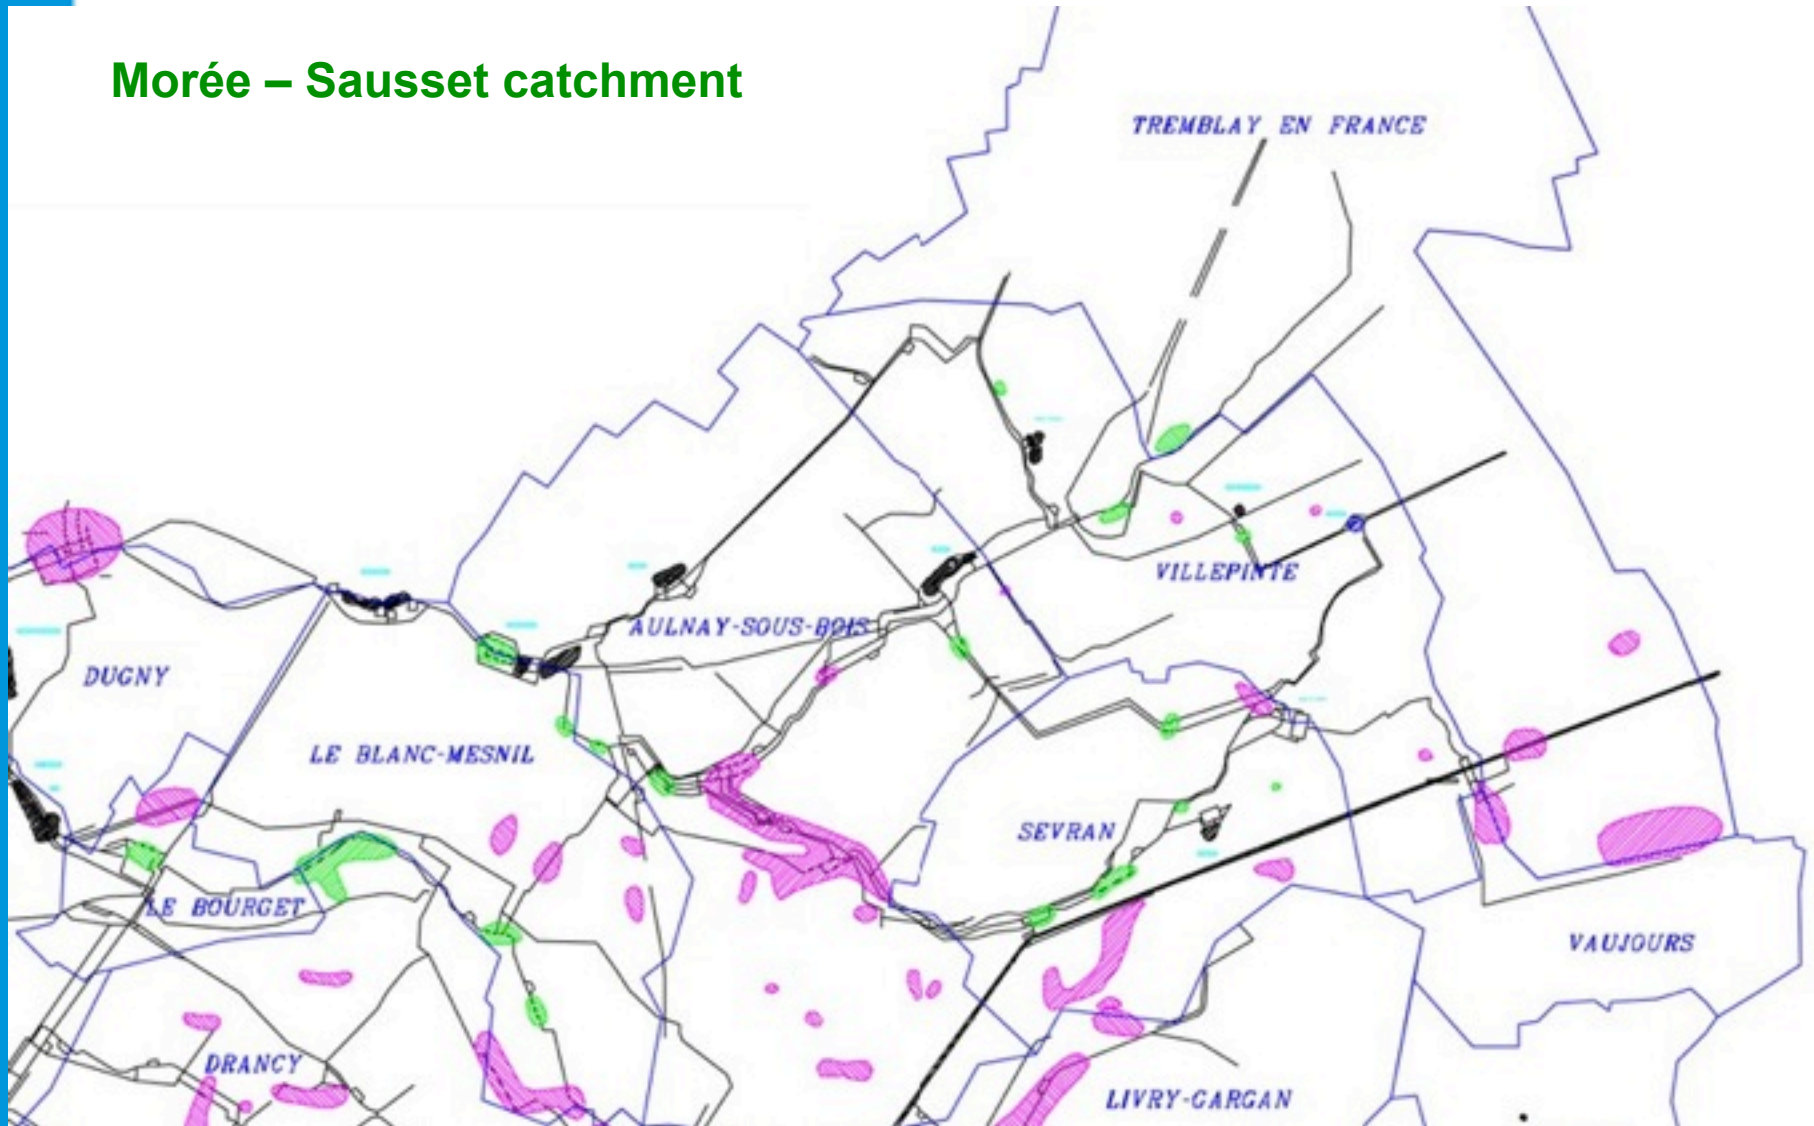 Morée – Sausset catchment
TREMBLAY EN FRANCE
VILLEPINTE
AULNAY-SOUS-BOIS
DUGNY
LE BLANC-MESNIL
SEVRAN
LE BOURGET
VAUJOURS
DRANCY
LIVRY-GARGAN